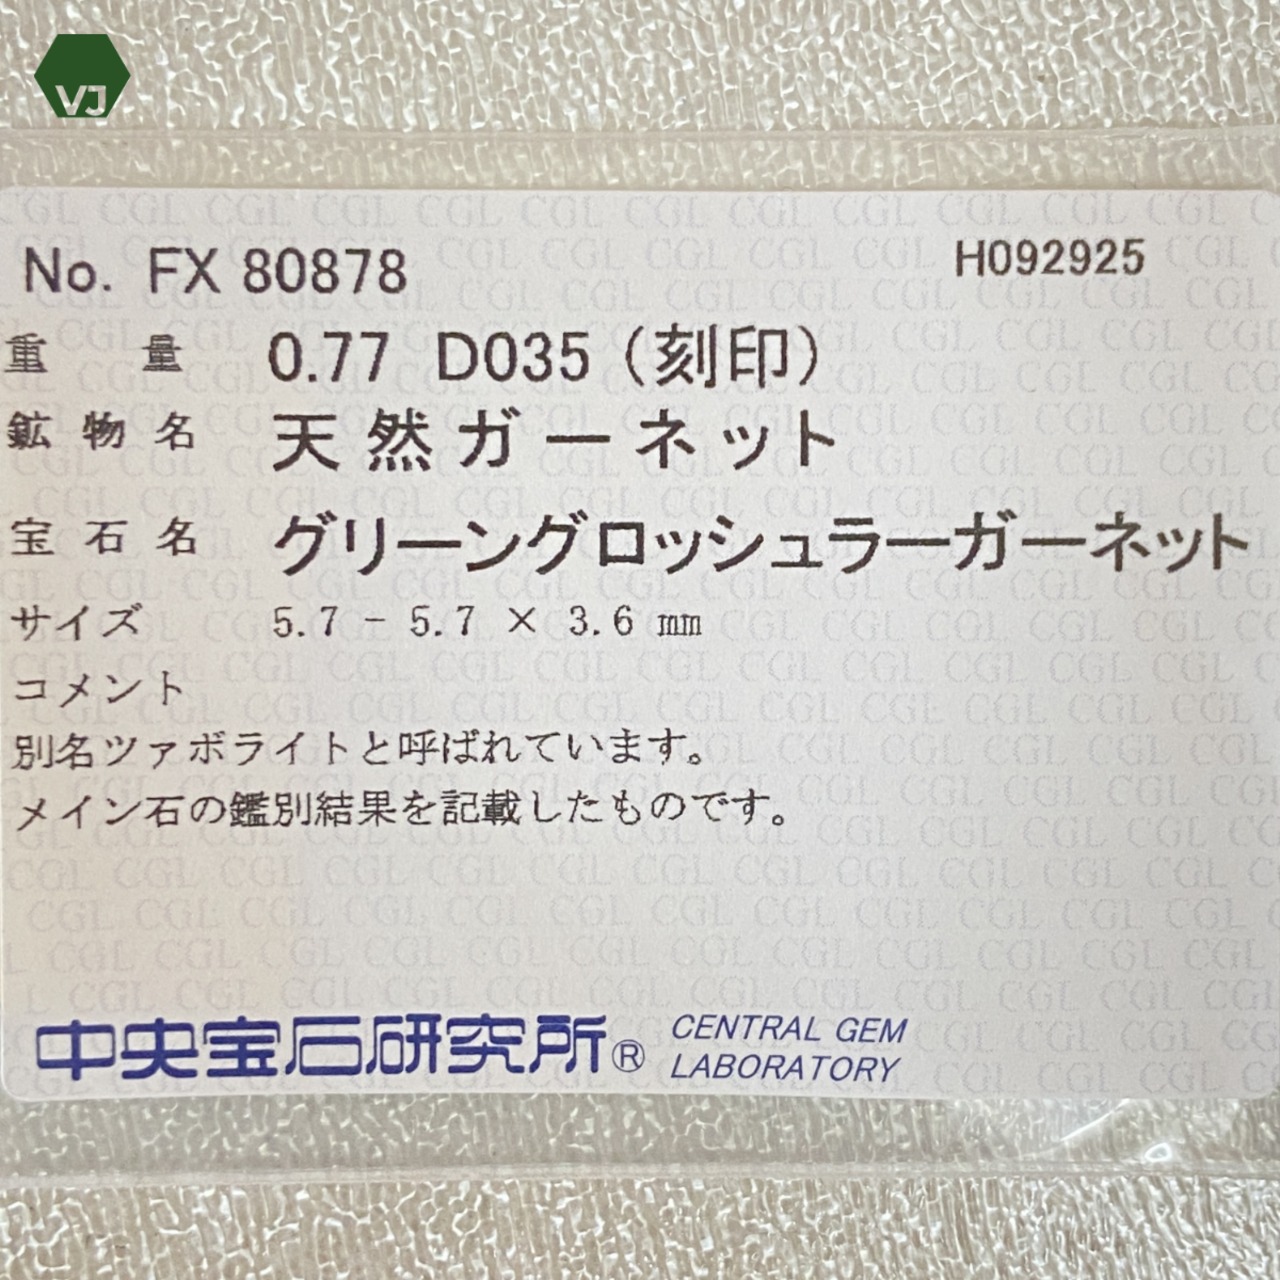 VJ
No. FX 80878 H092925
重量 0.77 D035 (刻印)
鉱物名 天然ガーネット
宝石名 グリーングロッシュラーガーネット
サイズ 5.7 - 5.7 × 3.6 mm
コメント
別名ツァボライトと呼ばれています。
メイン石の鑑別結果を記載したものです。
中央宝石研究所® CENTRAL GEM
LABORATORY